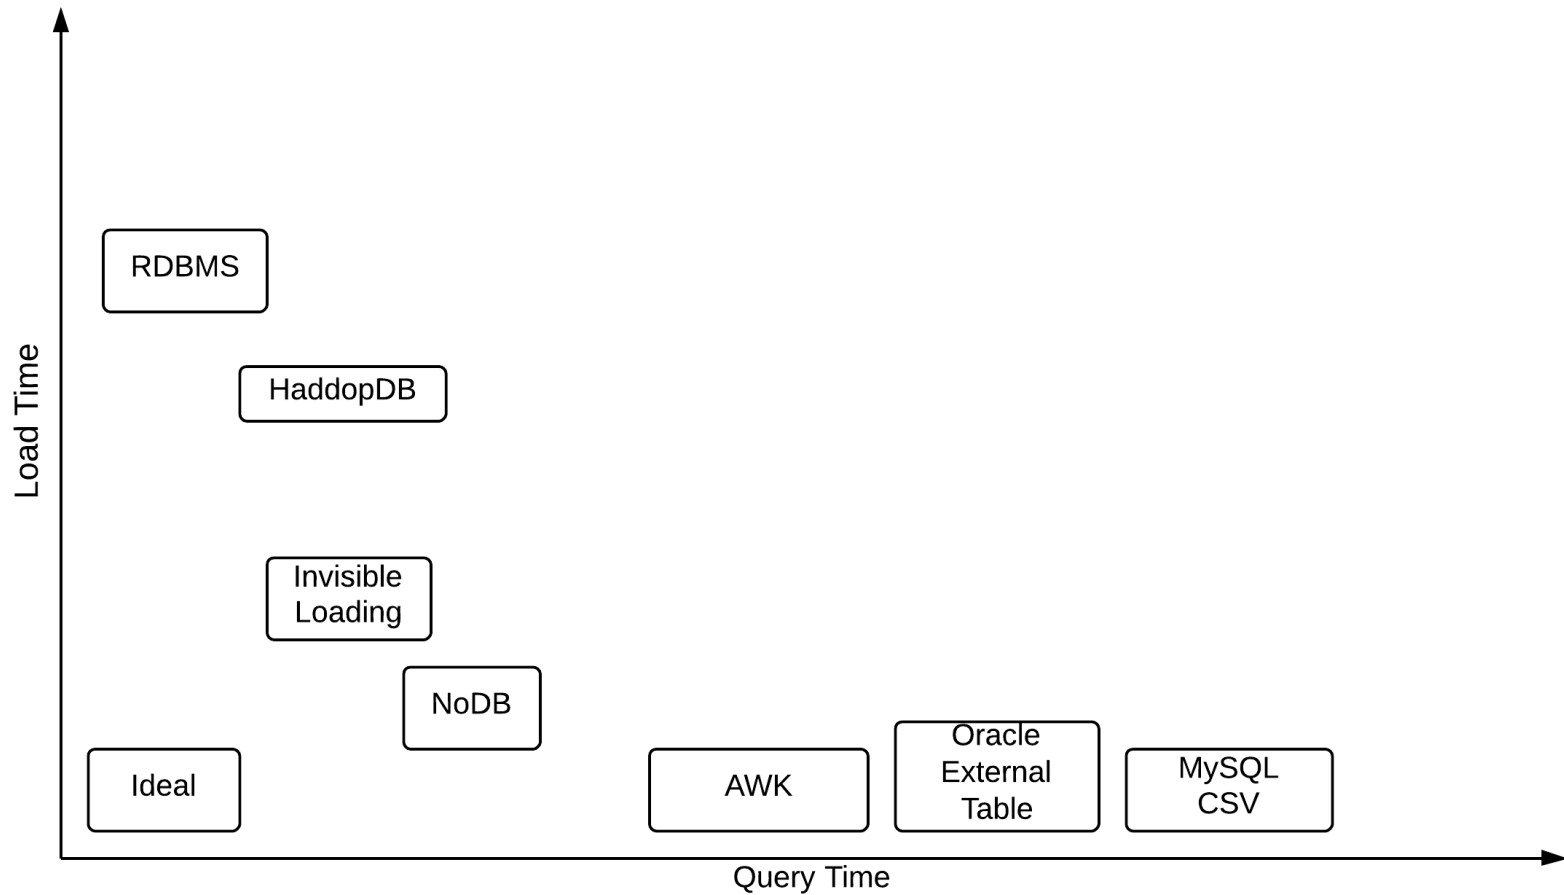 RDBMS
HaddopDB
Load Time
Invisible
Loading
NoDB
Ideal
AWK
Oracle
External
Table
MySQL
CSV
Query Time